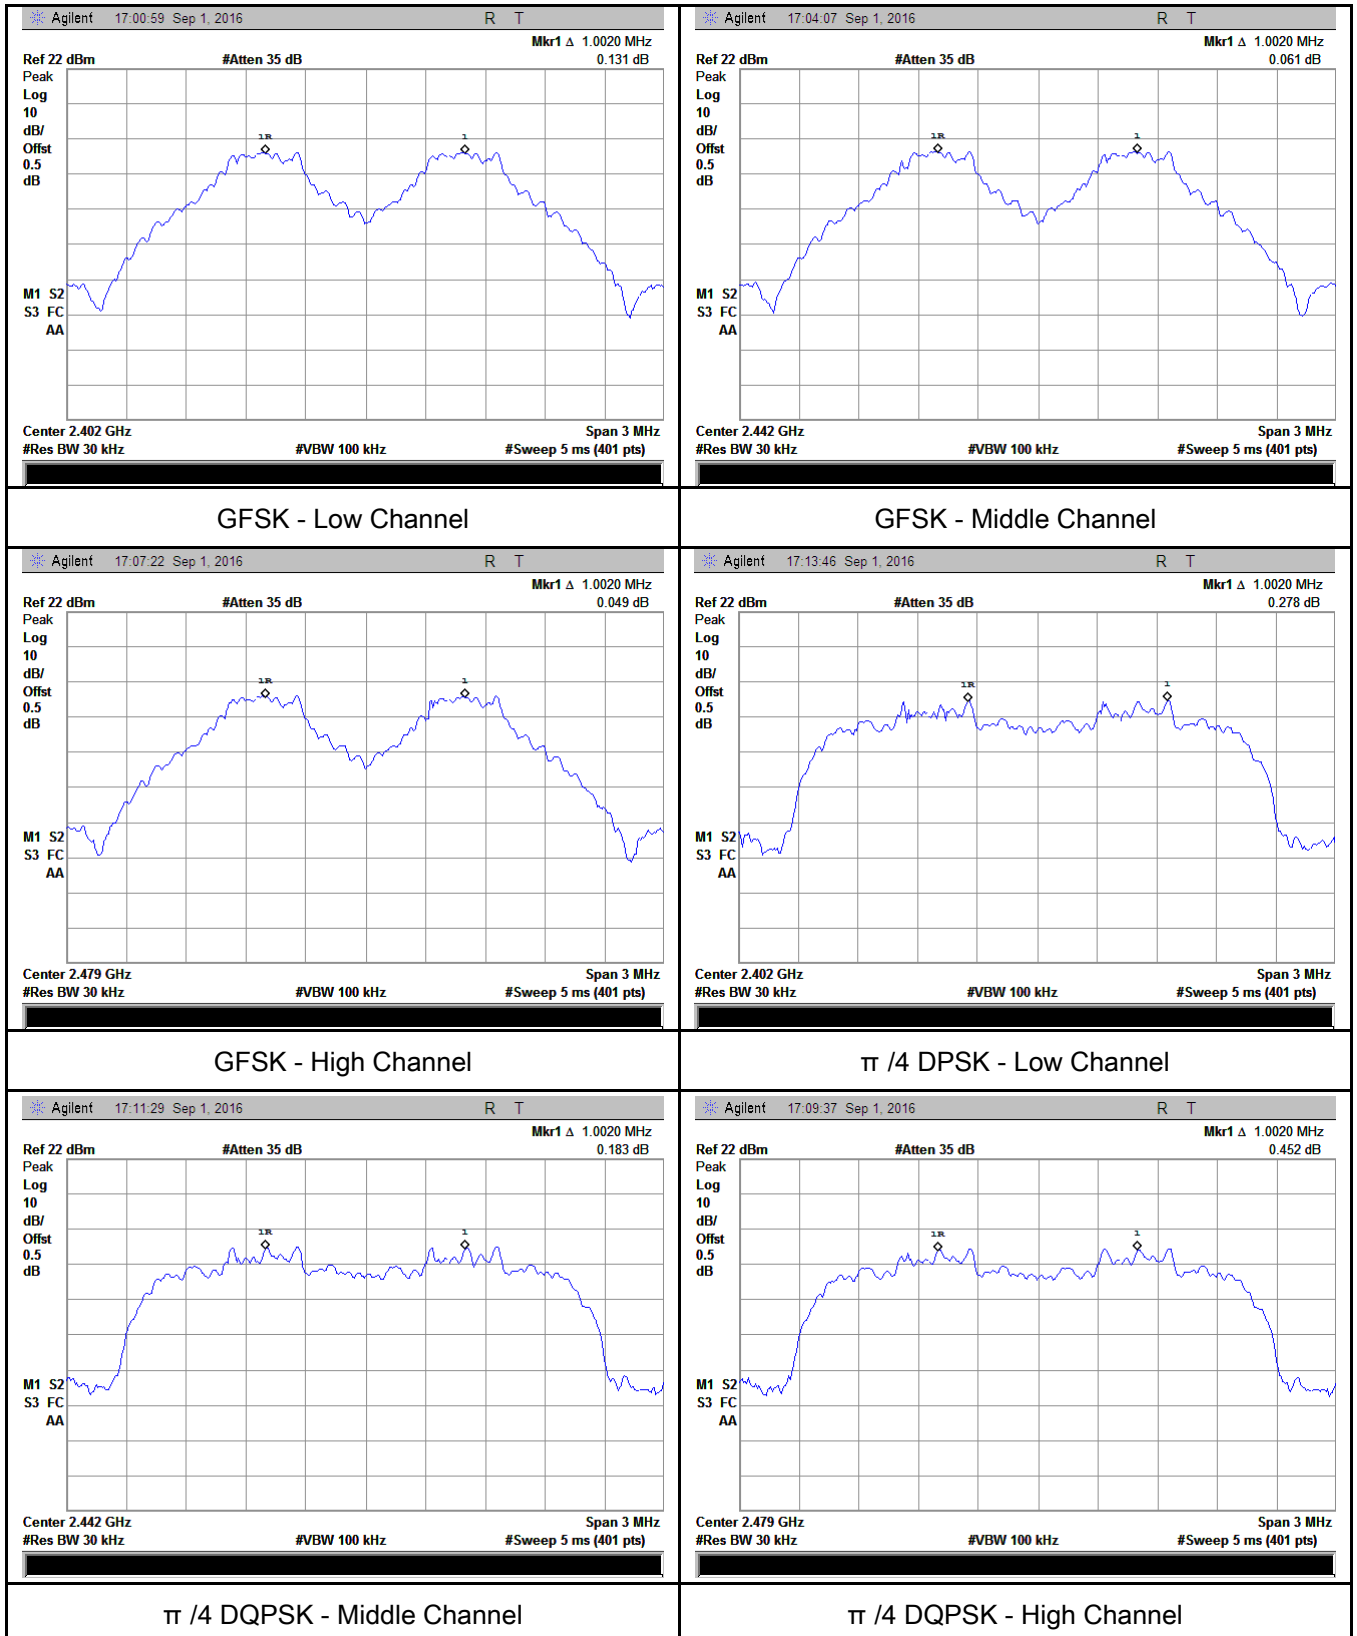 Agilent 17:00:59 Sep 1, 2016 R T
Mkr1 Δ 1.0020 MHz
Ref 22 dBm #Atten 35 dB 0.131 dB
Peak
Log
10
dB/
Offst
0.5
dB
1R 1
M1 S2
S3 FC
AA
Center 2.402 GHz Span 3 MHz
#Res BW 30 kHz #VBW 100 kHz #Sweep 5 ms (401 pts)
GFSK - Low Channel
Agilent 17:04:07 Sep 1, 2016 R T
Mkr1 Δ 1.0020 MHz
Ref 22 dBm #Atten 35 dB 0.061 dB
Peak
Log
10
dB/
Offst
0.5
dB
1R 1
M1 S2
S3 FC
AA
Center 2.442 GHz Span 3 MHz
#Res BW 30 kHz #VBW 100 kHz #Sweep 5 ms (401 pts)
GFSK - Middle Channel
Agilent 17:07:22 Sep 1, 2016 R T
Mkr1 Δ 1.0020 MHz
Ref 22 dBm #Atten 35 dB 0.049 dB
Peak
Log
10
dB/
Offst
0.5
dB
1R 1
M1 S2
S3 FC
AA
Center 2.479 GHz Span 3 MHz
#Res BW 30 kHz #VBW 100 kHz #Sweep 5 ms (401 pts)
GFSK - High Channel
Agilent 17:13:46 Sep 1, 2016 R T
Mkr1 Δ 1.0020 MHz
Ref 22 dBm #Atten 35 dB 0.278 dB
Peak
Log
10
dB/
Offst
0.5
dB
1R 1
M1 S2
S3 FC
AA
Center 2.402 GHz Span 3 MHz
#Res BW 30 kHz #VBW 100 kHz #Sweep 5 ms (401 pts)
π /4 DPSK - Low Channel
Agilent 17:11:29 Sep 1, 2016 R T
Mkr1 Δ 1.0020 MHz
Ref 22 dBm #Atten 35 dB 0.183 dB
Peak
Log
10
dB/
Offst
0.5
dB
1R 1
M1 S2
S3 FC
AA
Center 2.442 GHz Span 3 MHz
#Res BW 30 kHz #VBW 100 kHz #Sweep 5 ms (401 pts)
π /4 DQPSK - Middle Channel
Agilent 17:09:37 Sep 1, 2016 R T
Mkr1 Δ 1.0020 MHz
Ref 22 dBm #Atten 35 dB 0.452 dB
Peak
Log
10
dB/
Offst
0.5
dB
1R 1
M1 S2
S3 FC
AA
Center 2.479 GHz Span 3 MHz
#Res BW 30 kHz #VBW 100 kHz #Sweep 5 ms (401 pts)
π /4 DQPSK - High Channel